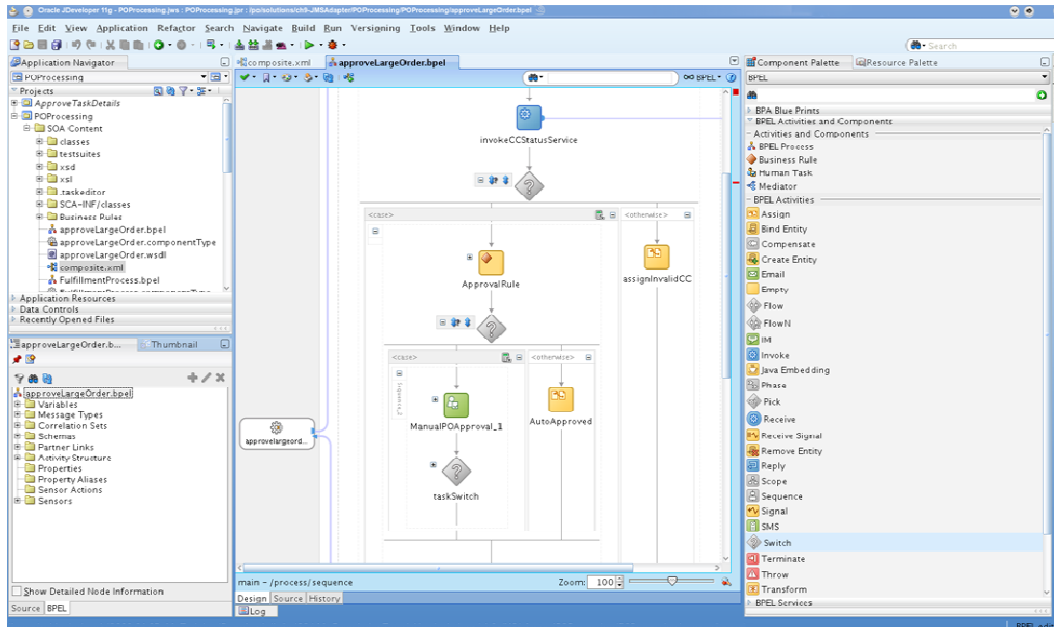 Oracle JDeveloper 11g - POProcessing.jws : POProcessing.jpr : /po/solutions/ch9-JMSAdapter/POProcessing/POProcessing/approveLargeOrder.bpel
File Edit View Application Refactor Search Navigate Build Run Versioning Tools Window Help
Search
Application Navigator
POProcessing
Projects
ApproveTaskDetails
POProcessing
SOA Content
classes
testsuites
xsd
xsl
.taskeditor
SCA-INF/classes
Business Rules
approveLargeOrder.bpel
approveLargeOrder.componentType
approveLargeOrder.wsdl
composite.xml
FulfillmentProcess.bpel
Application Resources
Data Controls
Recently Opened Files
approveLargeOrder.b...
Thumbnail
approveLargeOrder.bpel
Variables
Message Types
Correlation Sets
Schemas
Partner Links
Activity Structure
Properties
Property Aliases
Sensor Actions
Sensors
Show Detailed Node Information
Source BPEL
composite.xml
approveLargeOrder.bpel
BPEL
invokeCCStatusService
<case>
<otherwise>
ApprovalRule
assignInvalidCC
<case>
<otherwise>
ManualPOApproval_1
AutoApproved
taskSwitch
approvelargeord...
main - /process/sequence
Zoom: 100
Design Source History
Log
Component Palette
Resource Palette
BPEL
BPA Blue Prints
BPEL Activities and Components
Activities and Components
BPEL Process
Business Rule
Human Task
Mediator
BPEL Activities
Assign
Bind Entity
Compensate
Create Entity
Email
Empty
Flow
Flow N
IM
Invoke
Java Embedding
Phase
Pick
Receive
Receive Signal
Remove Entity
Reply
Scope
Sequence
Signal
SMS
Switch
Terminate
Throw
Transform
BPEL Services